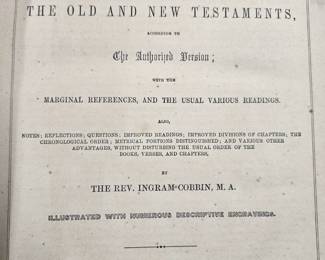 THE OLD AND NEW TESTAMENTS,
ACCORDING TO
The Authorized Version;
WITH THE
MARGINAL REFERENCES, AND THE USUAL VARIOUS READINGS.
ALSO,
NOTES; REFLECTIONS; QUESTIONS; IMPROVED READINGS; IMPROVED DIVISIONS OF CHAPTERS; THE
CHRONOLOGICAL ORDER; METRICAL PORTIONS DISTINGUISHED; AND VARIOUS OTHER
ADVANTAGES, WITHOUT DISTURBING THE USUAL ORDER OF THE
BOOKS, VERSES, AND CHAPTERS,
BY
THE REV. INGRAM COBBIN, M. A.
ILLUSTRATED WITH NUMEROUS DESCRIPTIVE ENGRAVINGS.